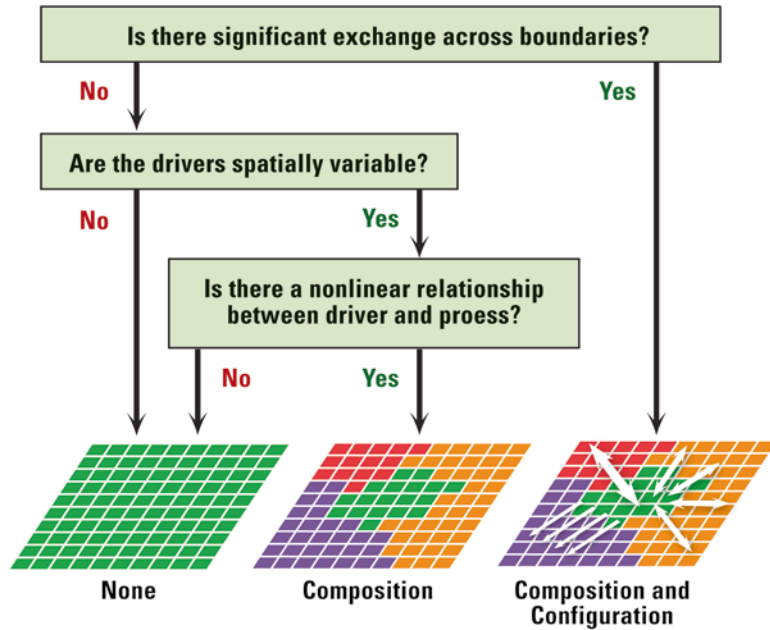 Is there significant exchange across boundaries?
No
Yes
Are the drivers spatially variable?
No
Yes
Is there a nonlinear relationship
between driver and proess?
No
Yes
None
Composition
Composition and
Configuration